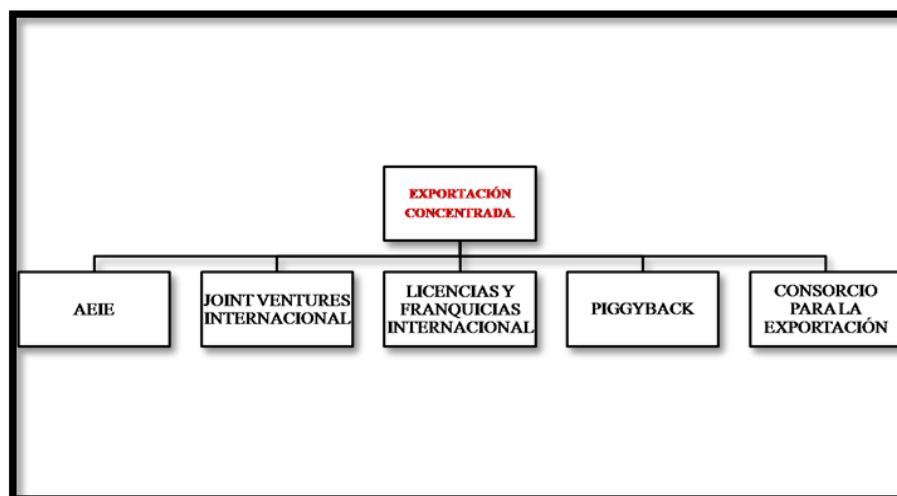 EXPORTACIÓN
CONCENTRADA.
AEIE
JOINT VENTURES
INTERNACIONAL
LICENCIAS Y
FRANQUICIAS
INTERNACIONAL
PIGGYBACK
CONSORCIO
PARA LA
EXPORTACIÓN